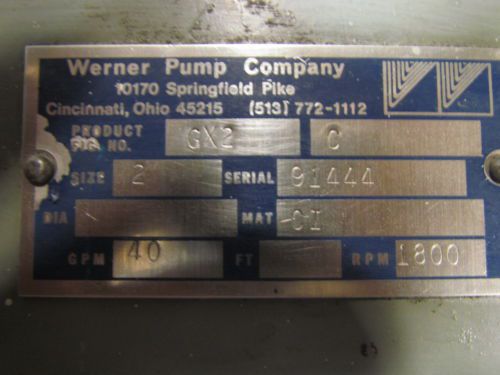 Werner Pump Company
10170 Springfield Pike
Cincinnati, Ohio 45215 (513) 772-1112
PRODUCT
FIG. NO. GX2 C
SIZE 2 SERIAL 91444
DIA MAT CI
GPM 40 FT RPM 1800